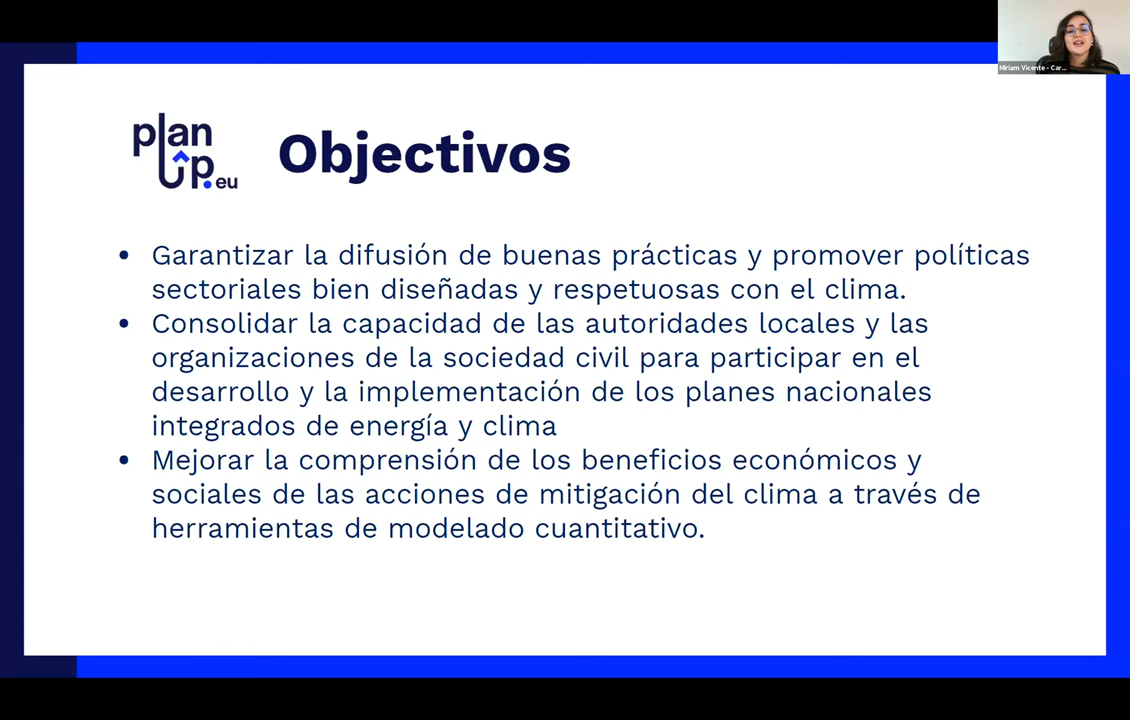 Miriam Vicente - Car...
plan
up.eu
Objectivos
• Garantizar la difusión de buenas prácticas y promover políticas
sectoriales bien diseñadas y respetuosas con el clima.
• Consolidar la capacidad de las autoridades locales y las
organizaciones de la sociedad civil para participar en el
desarrollo y la implementación de los planes nacionales
integrados de energía y clima
• Mejorar la comprensión de los beneficios económicos y
sociales de las acciones de mitigación del clima a través de
herramientas de modelado cuantitativo.